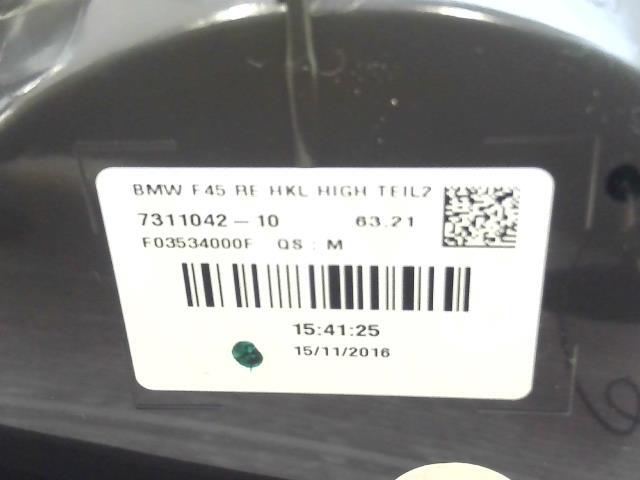 BMW F45 RE HKL HIGH TEIL2
7311042-10 63.21
F03534000F QS: M
15:41:25
15/11/2016